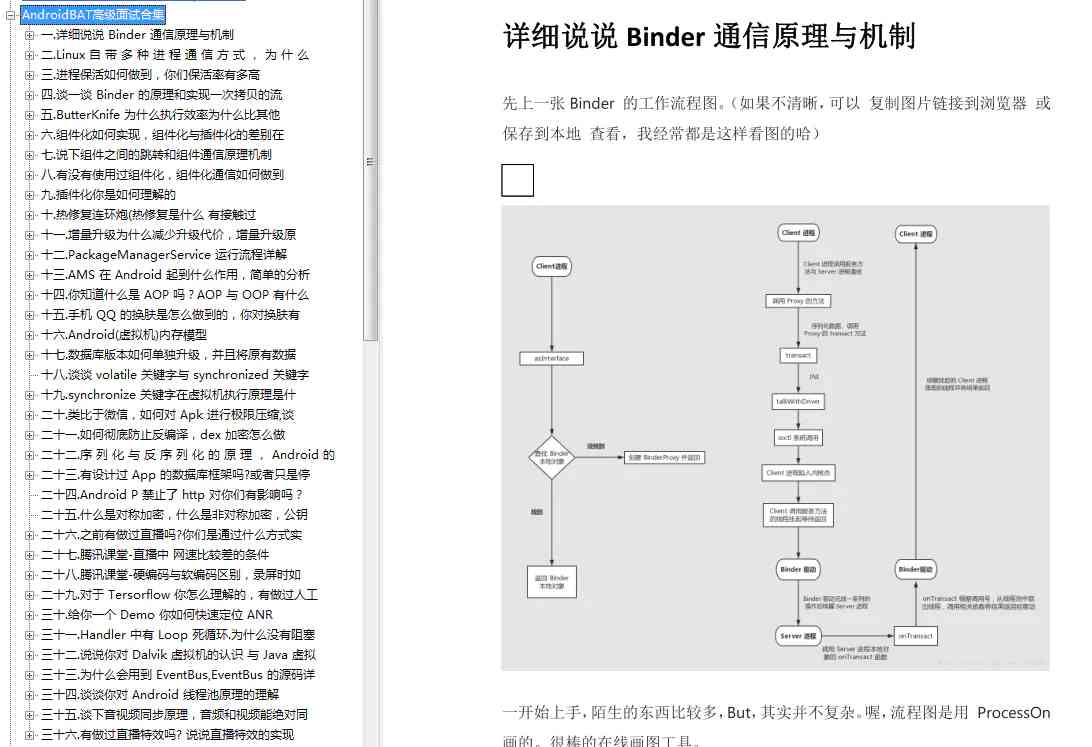 AndroidBAT高级面试合集
一.详细说说 Binder 通信原理与机制
二.Linux 自 带 多 种 进 程 通 信 方 式 ， 为 什 么
三.进程保活如何做到，你们保活率有多高
四.谈一谈 Binder 的原理和实现一次拷贝的流
五.ButterKnife 为什么执行效率为什么比其他
六.组件化如何实现，组件化与插件化的差别在
七.说下组件之间的跳转和组件通信原理机制
八.有没有使用过组件化，组件化通信如何做到
九.插件化你是如何理解的
十.热修复连环炮(热修复是什么 有接触过
十一.增量升级为什么减少升级代价，增量升级原
十二.PackageManagerService 运行流程详解
十三.AMS 在 Android 起到什么作用，简单的分析
十四.你知道什么是 AOP 吗？AOP 与 OOP 有什么
十五.手机 QQ 的换肤是怎么做到的，你对换肤有
十六.Android(虚拟机)内存模型
十七.数据库版本如何单独升级，并且将原有数据
十八.谈谈 volatile 关键字与 synchronized 关键字
十九.synchronize 关键字在虚拟机执行原理是什
二十.类比于微信，如何对 Apk 进行极限压缩,谈
二十一.如何彻底防止反编译，dex 加密怎么做
二十二.序 列 化 与 反 序 列 化 的 原 理 ， Android 的
二十三.有设计过 App 的数据库框架吗?或者只是停
二十四.Android P 禁止了 http 对你们有影响吗？
二十五.什么是对称加密，什么是非对称加密，公钥
二十六.之前有做过直播吗?你们是通过什么方式实
二十七.腾讯课堂-直播中 网速比较差的条件
二十八.腾讯课堂-硬编码与软编码区别，录屏时如
二十九.对于 Tersorflow 你怎么理解的，有做过人工
三十.给你一个 Demo 你如何快速定位 ANR
三十一.Handler 中有 Loop 死循环,为什么没有阻塞
三十二.说说你对 Dalvik 虚拟机的认识 与 Java 虚拟
三十三.为什么会用到 EventBus,EventBus 的源码详
三十四.谈谈你对 Android 线程池原理的理解
三十五.谈下音视频同步原理，音频和视频能绝对同
三十六.有做过直播特效吗？ 说说直播特效的实现
详细说说 Binder 通信原理与机制
先上一张 Binder 的工作流程图。（如果不清晰，可以 复制图片链接到浏览器 或
保存到本地 查看，我经常都是这样看图的哈）
Client进程
asInterface
查找 Binder
本地对象
没找到
创建 BinderProxy 并返回
找到
返回 Binder
本地对象
Client 进程
Client 进程调用服务方
法与 Server 进程通信
调用 Proxy 的方法
序列化数据，调用
Proxy 的 transact 方法
transact
JNI
talkWithDriver
ioctl 系统调用
Client 进程陷入内核态
Client 调用服务方法
的线程挂起等待返回
Binder 驱动
Binder 驱动完成一系列的
操作后唤醒 Server 进程
Server 进程
调用 Server 进程本地对
象的 onTransact 函数
onTransact
onTransact 根据调用号，从线程池中取
出线程，调用相关函数将结果返回给驱动
Binder驱动
唤醒挂起的 Client 进程
Client 进程
一开始上手，陌生的东西比较多，But，其实并不复杂。喔，流程图是用 ProcessOn
画的。很棒的在线画图工具。